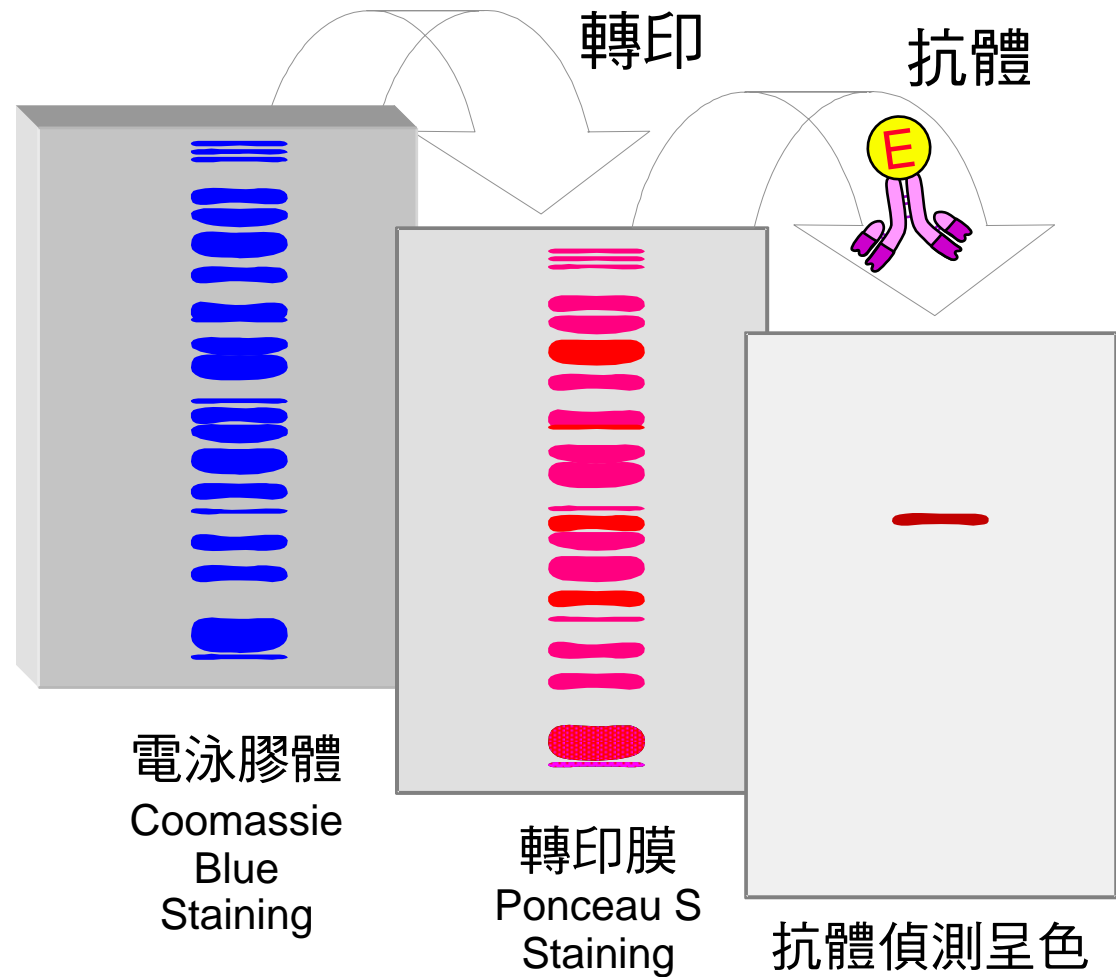 轉印
抗體
E
電泳膠體
Coomassie
Blue
Staining
轉印膜
Ponceau S
Staining
抗體偵測呈色